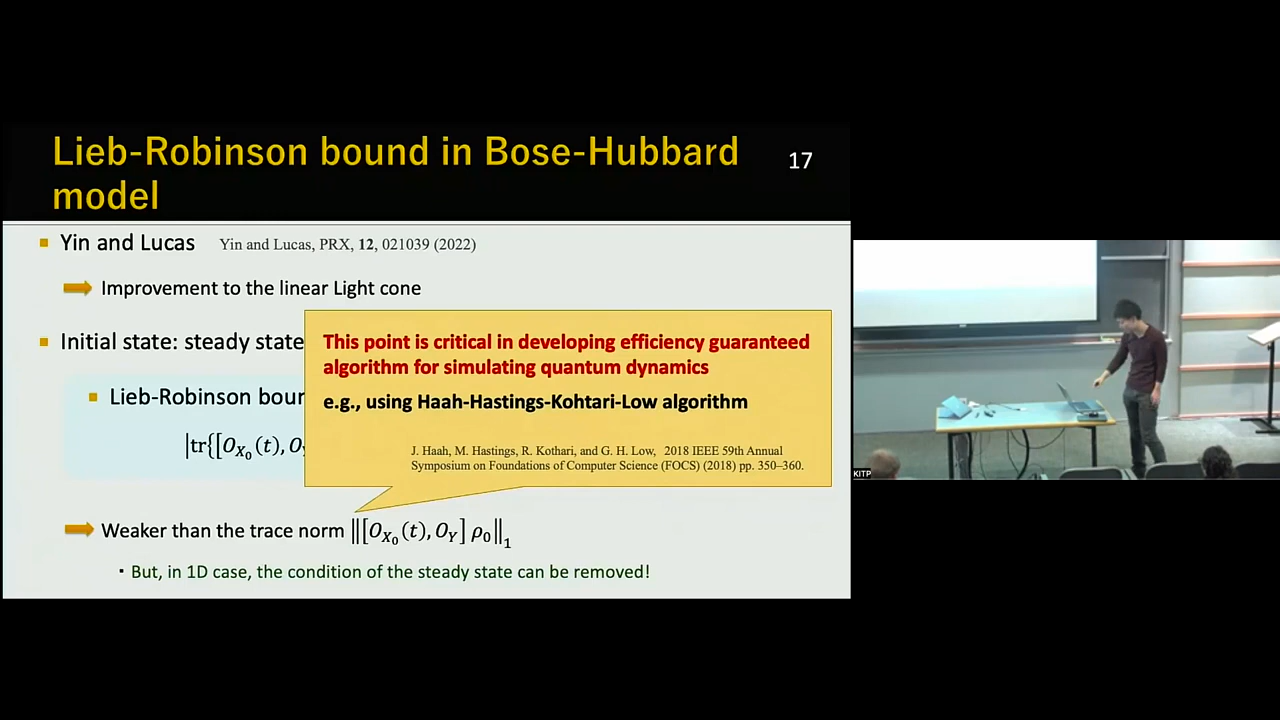 Lieb-Robinson bound in Bose-Hubbard
model
17
Yin and Lucas Yin and Lucas, PRX, 12, 021039 (2022)
Improvement to the linear Light cone
Initial state: steady state
This point is critical in developing efficiency guaranteed
algorithm for simulating quantum dynamics
e.g., using Haah-Hastings-Kohtari-Low algorithm
J. Haah, M. Hastings, R. Kothari, and G. H. Low, 2018 IEEE 59th Annual
Symposium on Foundations of Computer Science (FOCS) (2018) pp. 350–360.
Lieb-Robinson bour
|tr{[O_{X_0}(t), O
Weaker than the trace norm ‖[O_{X_0}(t), O_Y] ρ_0‖_1
But, in 1D case, the condition of the steady state can be removed!
KITP